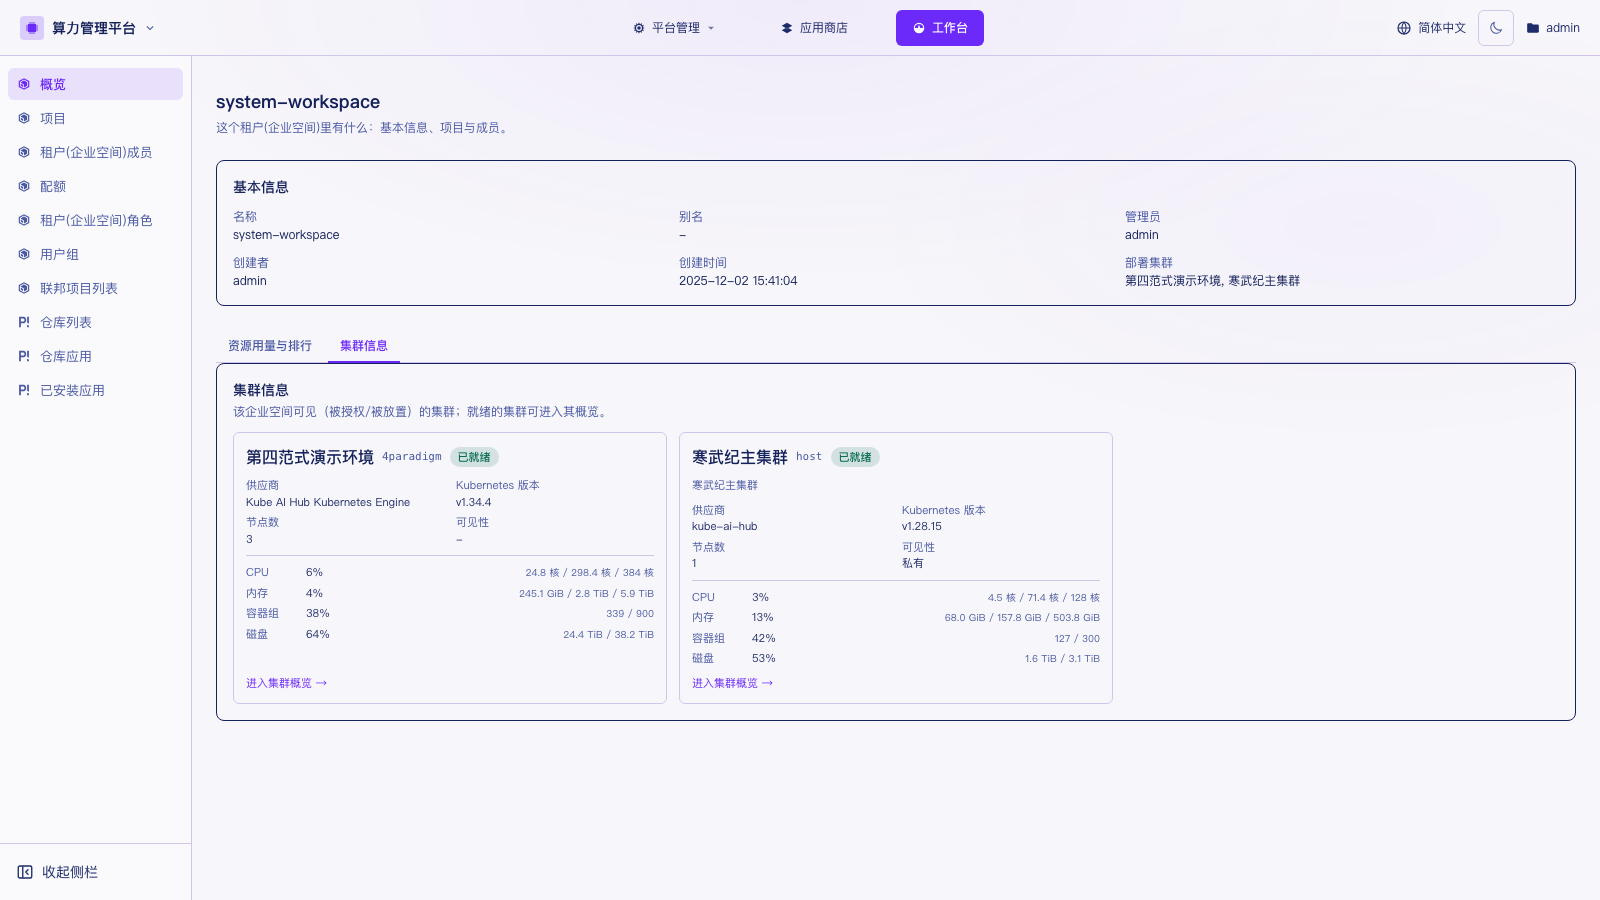 算力管理平台
平台管理
应用商店
工作台
简体中文
admin
概览
项目
租户(企业空间)成员
配额
租户(企业空间)角色
用户组
联邦项目列表
P! 仓库列表
P! 仓库应用
P! 已安装应用
收起侧栏
system-workspace
这个租户(企业空间)里有什么：基本信息、项目与成员。
基本信息
名称
system-workspace
别名
-
管理员
admin
创建者
admin
创建时间
2025-12-02 15:41:04
部署集群
第四范式演示环境, 寒武纪主集群
资源用量与排行
集群信息
集群信息
该企业空间可见（被授权/被放置）的集群；就绪的集群可进入其概览。
第四范式演示环境 4paradigm 已就绪
供应商
Kube AI Hub Kubernetes Engine
Kubernetes 版本
v1.34.4
节点数
3
可见性
-
CPU 6% 24.8 核 / 298.4 核 / 384 核
内存 4% 245.1 GiB / 2.8 TiB / 5.9 TiB
容器组 38% 339 / 900
磁盘 64% 24.4 TiB / 38.2 TiB
进入集群概览 →
寒武纪主集群 host 已就绪
寒武纪主集群
供应商
kube-ai-hub
Kubernetes 版本
v1.28.15
节点数
1
可见性
私有
CPU 3% 4.5 核 / 71.4 核 / 128 核
内存 13% 68.0 GiB / 157.8 GiB / 503.8 GiB
容器组 42% 127 / 300
磁盘 53% 1.6 TiB / 3.1 TiB
进入集群概览 →